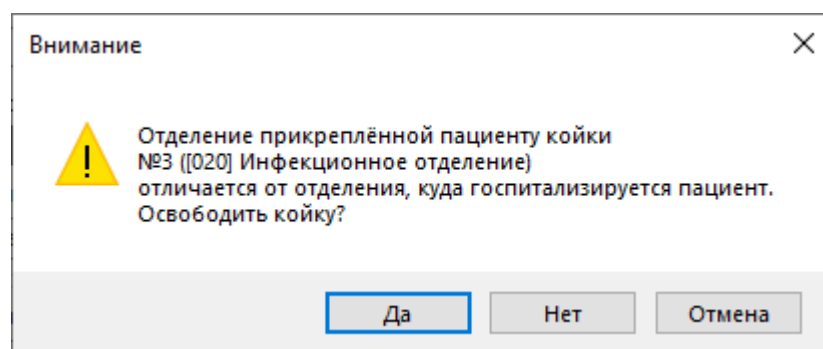 Внимание
Отделение прикреплённой пациенту койки
№3 ([020] Инфекционное отделение)
отличается от отделения, куда госпитализируется пациент.
Освободить койку?
Да Нет Отмена